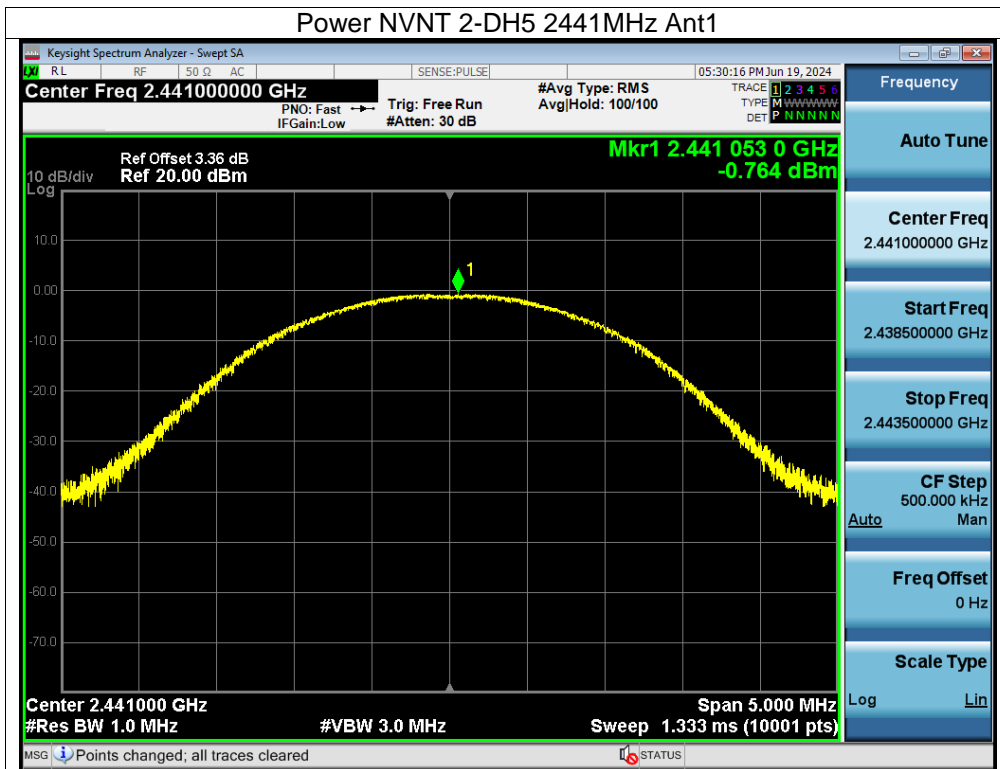 Power NVNT 2-DH5 2441MHz Ant1
Keysight Spectrum Analyzer - Swept SA
LXI RL RF 50 Ω AC SENSE:PULSE 05:30:16 PM Jun 19, 2024
Center Freq 2.441000000 GHz #Avg Type: RMS TRACE 1 2 3 4 5 6
PNO: Fast Trig: Free Run Avg|Hold: 100/100 TYPE M WWWWW
IFGain:Low #Atten: 30 dB DET P N N N N N
Mkr1 2.441 053 0 GHz
-0.764 dBm
Ref Offset 3.36 dB
10 dB/div Ref 20.00 dBm
Log
10.0
1
0.00
-10.0
-20.0
-30.0
-40.0
-50.0
-60.0
-70.0
Center 2.441000 GHz Span 5.000 MHz
#Res BW 1.0 MHz #VBW 3.0 MHz Sweep 1.333 ms (10001 pts)
MSG Points changed; all traces cleared STATUS
Frequency
Auto Tune
Center Freq
2.441000000 GHz
Start Freq
2.438500000 GHz
Stop Freq
2.443500000 GHz
CF Step
500.000 kHz
Auto Man
Freq Offset
0 Hz
Scale Type
Log Lin